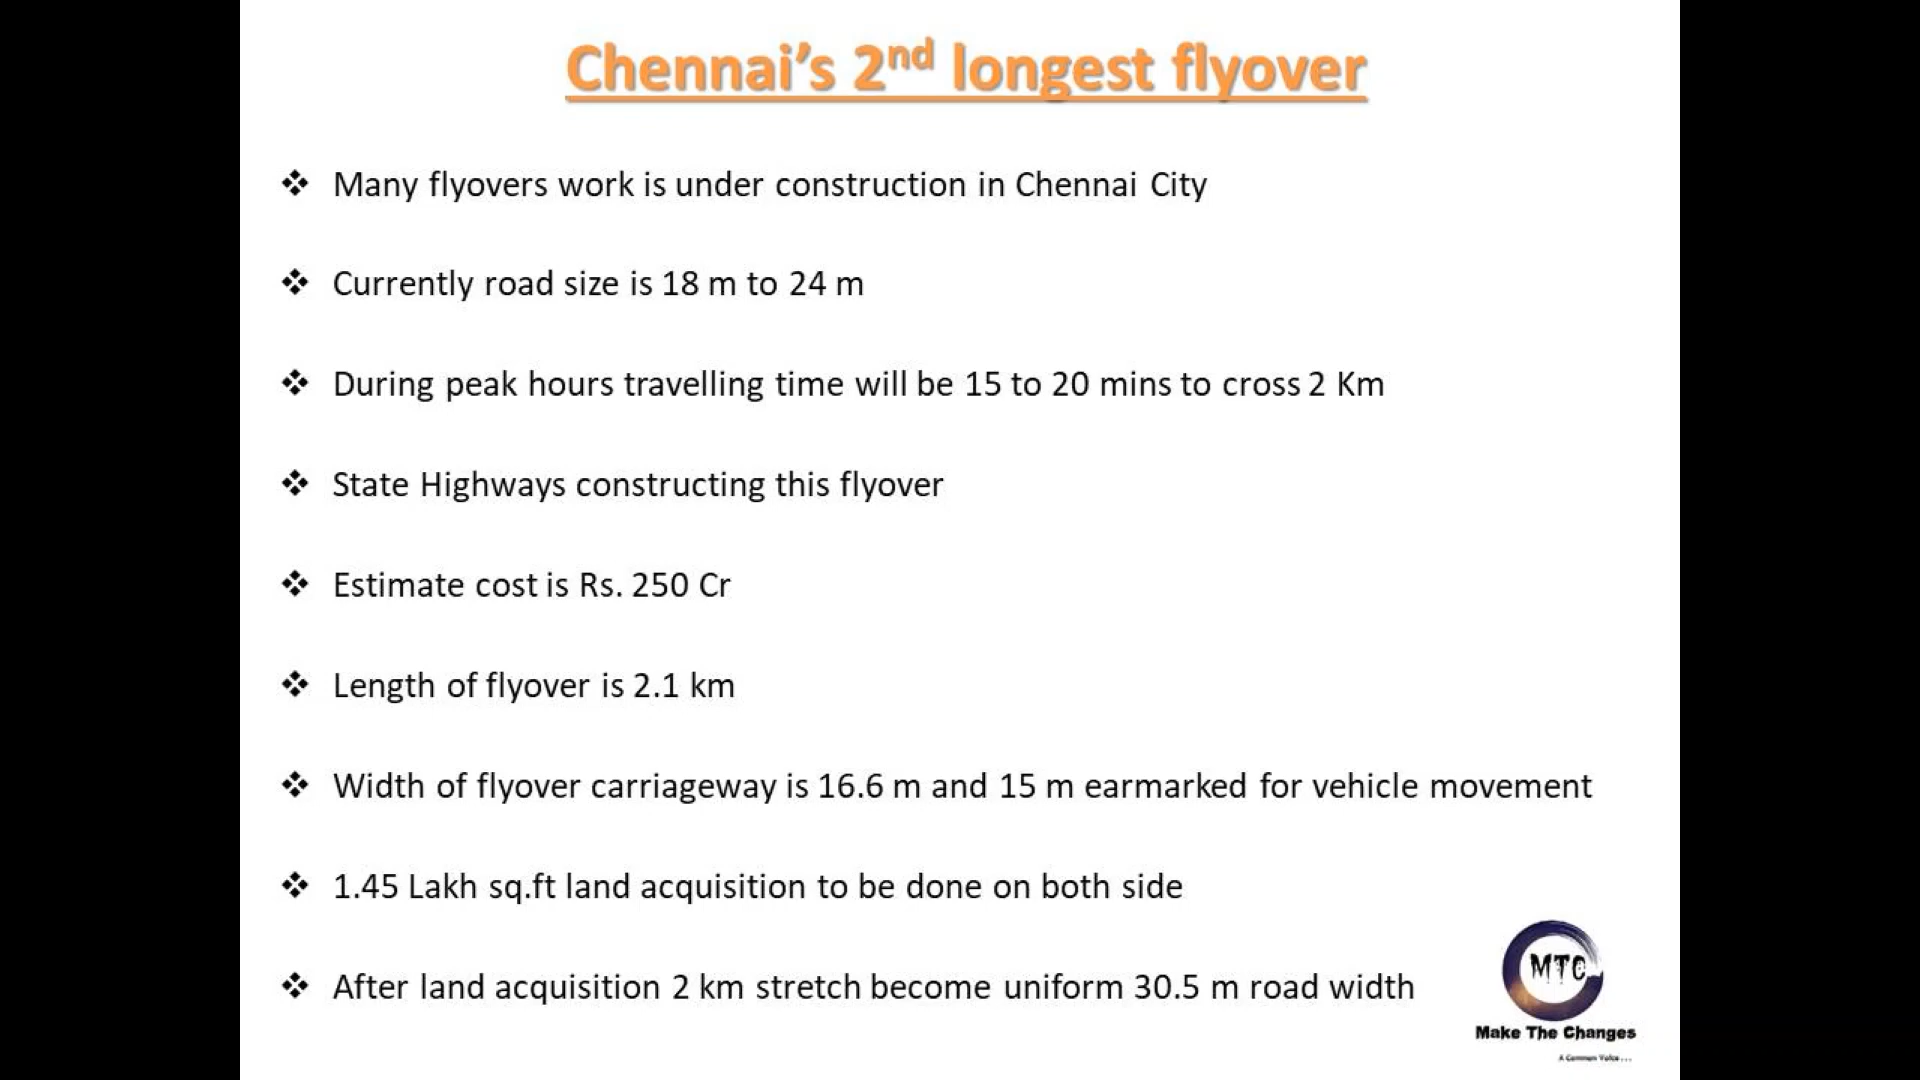 Chennai’s 2nd longest flyover
❖ Many flyovers work is under construction in Chennai City
❖ Currently road size is 18 m to 24 m
❖ During peak hours travelling time will be 15 to 20 mins to cross 2 Km
❖ State Highways constructing this flyover
❖ Estimate cost is Rs. 250 Cr
❖ Length of flyover is 2.1 km
❖ Width of flyover carriageway is 16.6 m and 15 m earmarked for vehicle movement
❖ 1.45 Lakh sq.ft land acquisition to be done on both side
❖ After land acquisition 2 km stretch become uniform 30.5 m road width
MTC
Make The Changes
A Common Voice ...